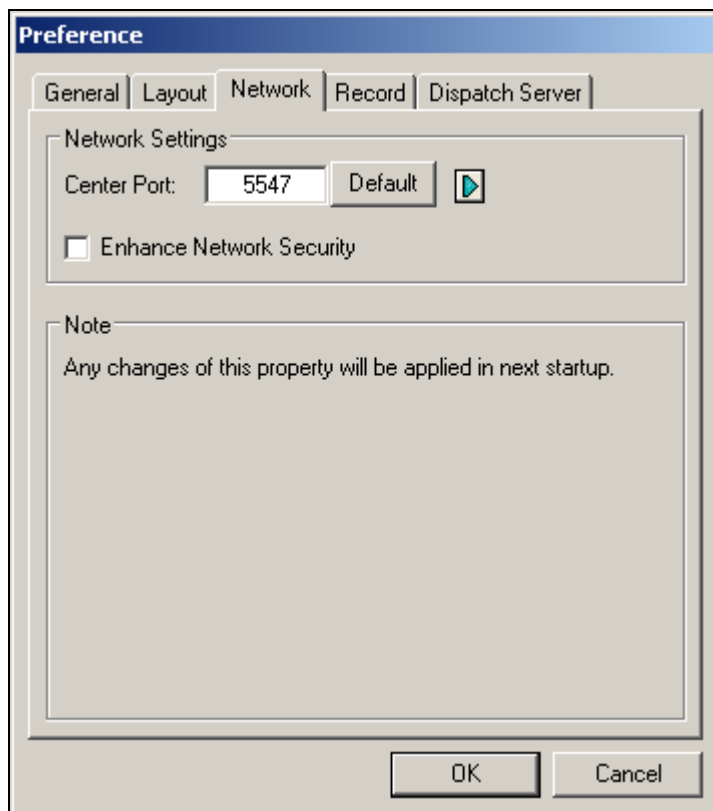 Preference
General Layout Network Record Dispatch Server
Network Settings
Center Port: 5547 Default
Enhance Network Security
Note
Any changes of this property will be applied in next startup.
OK Cancel